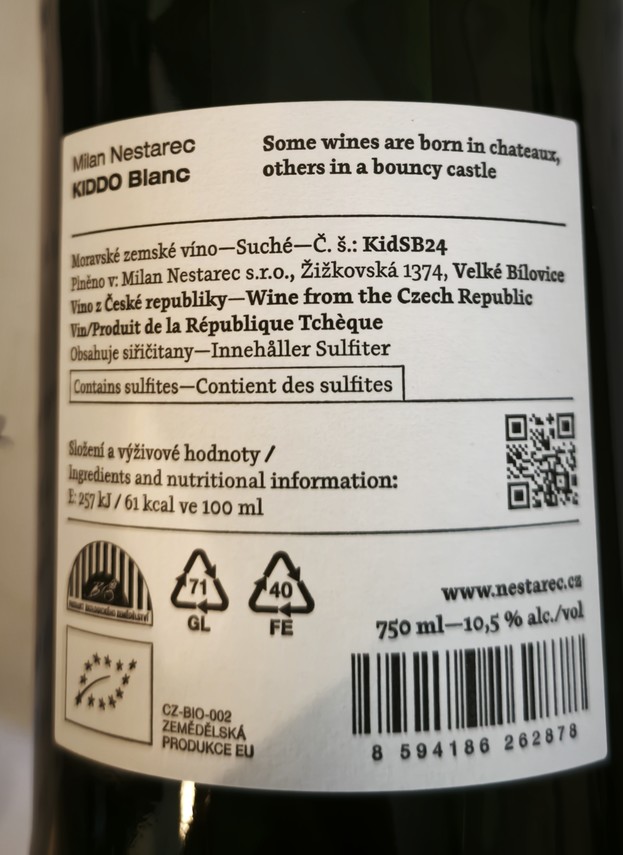 Milan Nestarec
KIDDO Blanc
Some wines are born in chateaux,
others in a bouncy castle
Moravské zemské víno—Suché—Č. š.: KidSB24
Plněno v: Milan Nestarec s.r.o., Žižkovská 1374, Velké Bílovice
Víno z České republiky—Wine from the Czech Republic
Vin/Produit de la République Tchèque
Obsahuje siřičitany—Innehåller Sulfiter
Contains sulfites—Contient des sulfites
Složení a výživové hodnoty /
Ingredients and nutritional information:
E: 257 kJ / 61 kcal ve 100 ml
71
GL
40
FE
www.nestarec.cz
750 ml—10,5 % alc./vol
CZ-BIO-002
ZEMĚDĚLSKÁ
PRODUKCE EU
8 594186 262878